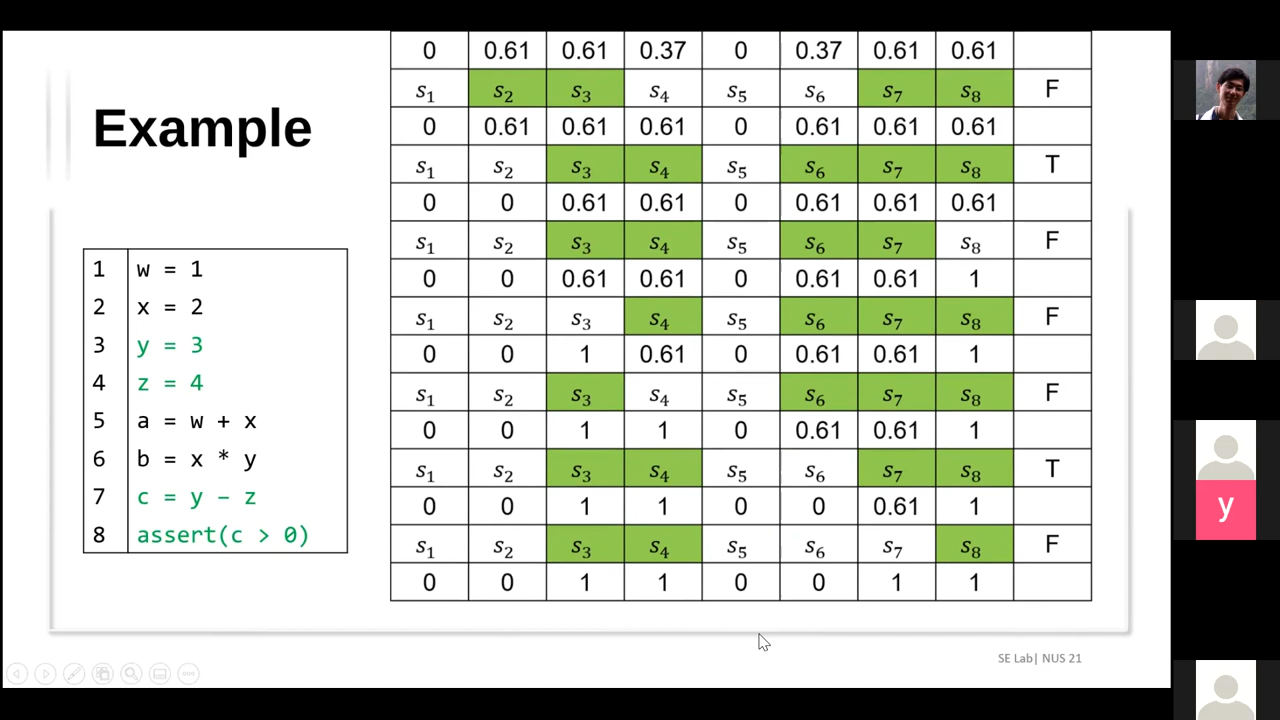 Example
1 w = 1
2 x = 2
3 y = 3
4 z = 4
5 a = w + x
6 b = x * y
7 c = y – z
8 assert(c > 0)
0 0.61 0.61 0.37 0 0.37 0.61 0.61
s1 s2 s3 s4 s5 s6 s7 s8 F
0 0.61 0.61 0.61 0 0.61 0.61 0.61
s1 s2 s3 s4 s5 s6 s7 s8 T
0 0 0.61 0.61 0 0.61 0.61 0.61
s1 s2 s3 s4 s5 s6 s7 s8 F
0 0 0.61 0.61 0 0.61 0.61 1
s1 s2 s3 s4 s5 s6 s7 s8 F
0 0 1 0.61 0 0.61 0.61 1
s1 s2 s3 s4 s5 s6 s7 s8 F
0 0 1 1 0 0.61 0.61 1
s1 s2 s3 s4 s5 s6 s7 s8 T
0 0 1 1 0 0 0.61 1
s1 s2 s3 s4 s5 s6 s7 s8 F
0 0 1 1 0 0 1 1
SE Lab| NUS 21
y